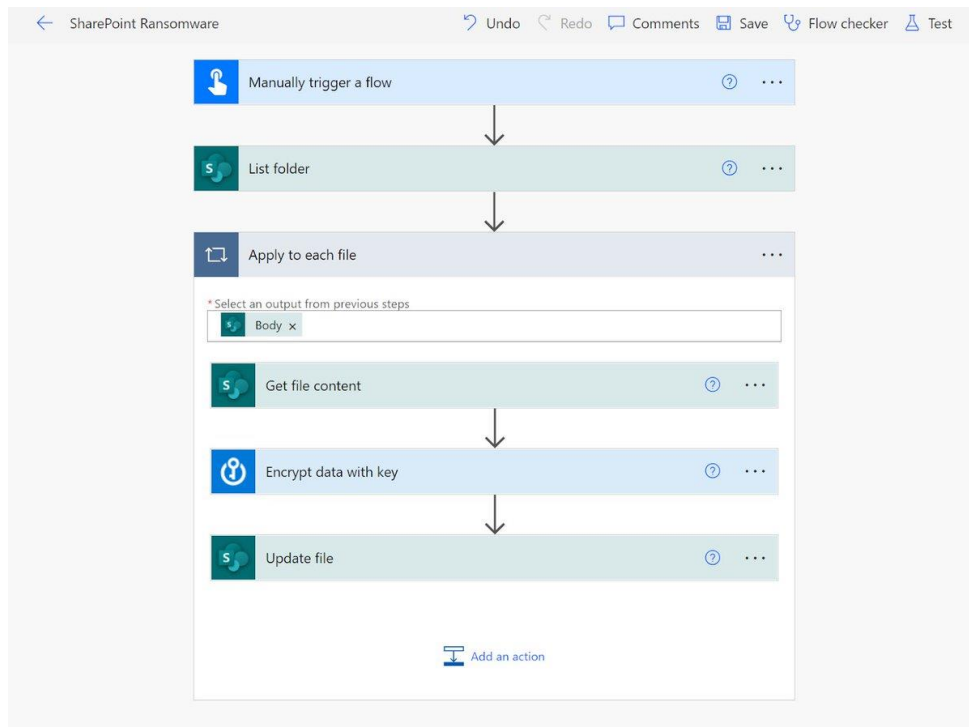 SharePoint Ransomware Undo Redo Comments Save Flow checker Test
Manually trigger a flow
List folder
Apply to each file
*Select an output from previous steps
Body ×
Get file content
Encrypt data with key
Update file
Add an action